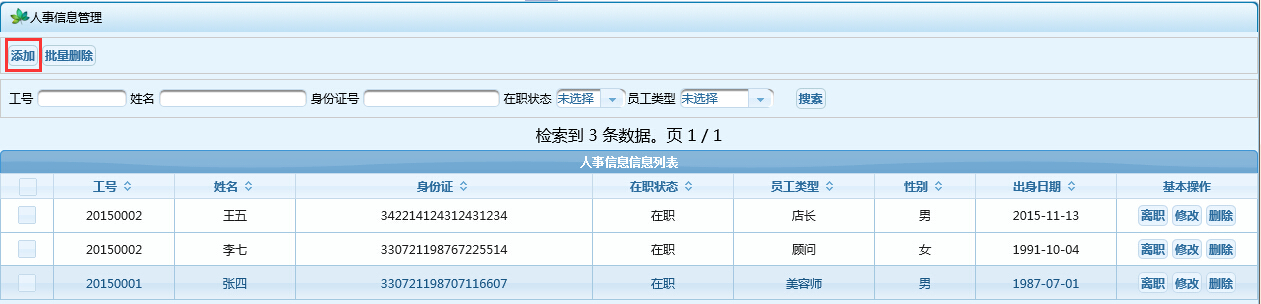 人事信息管理
添加 批量删除
工号 姓名 身份证号 在职状态 未选择 员工类型 未选择 搜索
检索到 3 条数据。页 1 / 1
人事信息信息列表
工号 姓名 身份证 在职状态 员工类型 性别 出身日期 基本操作
20150002 王五 342214124312431234 在职 店长 男 2015-11-13 离职 修改 删除
20150002 李七 330721198767225514 在职 顾问 女 1991-10-04 离职 修改 删除
20150001 张四 330721198707116607 在职 美容师 男 1987-07-01 离职 修改 删除